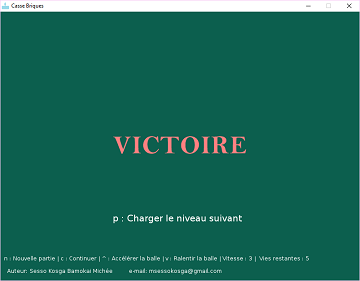 Casse Briques
VICTOIRE
p : Charger le niveau suivant
n : Nouvelle partie | c : Continuer | ^ : Accélérer la balle | v : Ralentir la balle | Vitesse : 3 | Vies restantes : 5
Auteur: Sesso Kosga Bamokai Michée e-mail: msessokosga@gmail.com